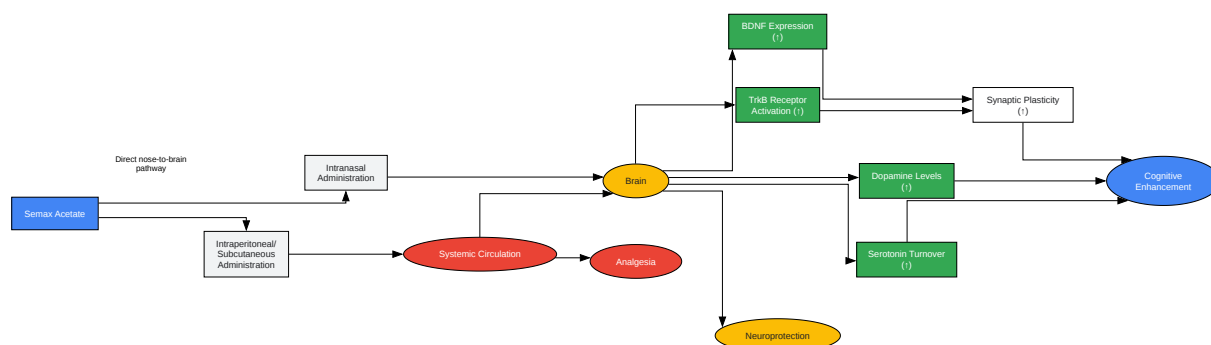 BDNF Expression
(↑)
TrkB Receptor
Activation (↑)
Synaptic Plasticity
(↑)
Direct nose-to-brain
pathway
Intranasal
Administration
Brain
Dopamine Levels
(↑)
Cognitive
Enhancement
Semax Acetate
Intraperitoneal/
Subcutaneous
Administration
Systemic Circulation
Analgesia
Serotonin Turnover
(↑)
Neuroprotection